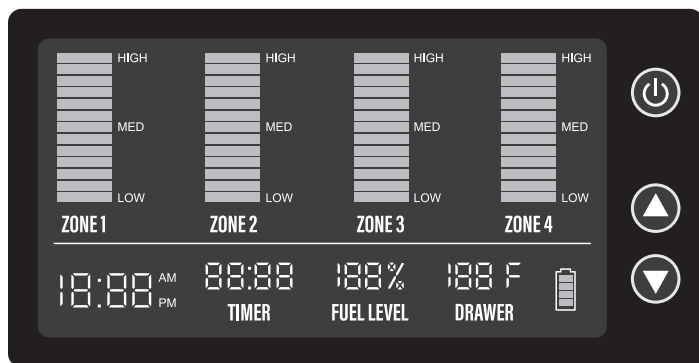 HIGH HIGH HIGH HIGH
MED MED MED MED
LOW LOW LOW LOW
ZONE 1 ZONE 2 ZONE 3 ZONE 4
18:88 AM PM 88:88 188% 188 F
TIMER FUEL LEVEL DRAWER